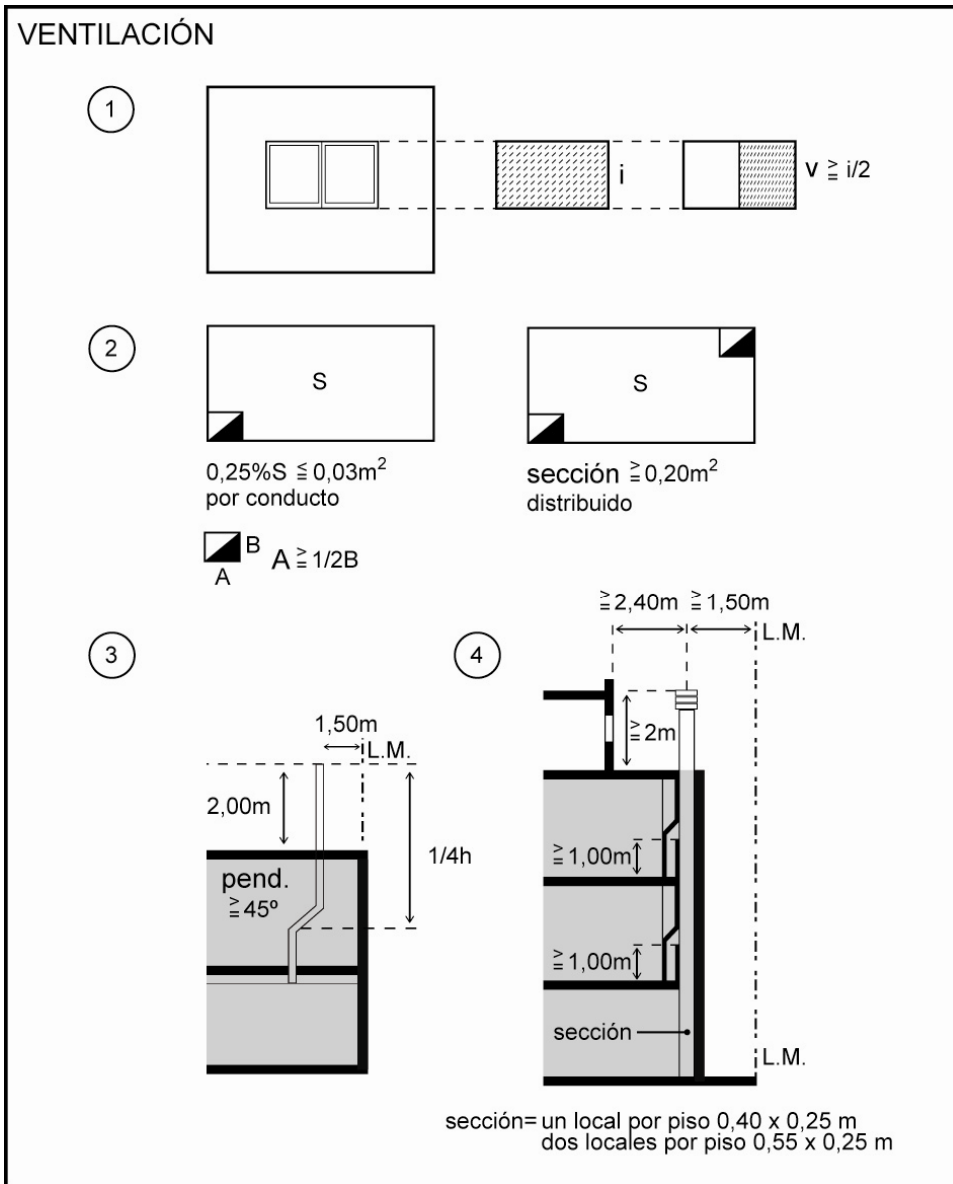 VENTILACIÓN
1
i
v ≧ i/2
2
S
S
0,25%S ≦ 0,03m²
por conducto
sección ≧ 0,20m²
distribuido
B
A
A ≧ 1/2B
3
1,50m
L.M.
2,00m
1/4h
pend.
≧ 45º
4
≧ 2,40m ≧ 1,50m
L.M.
≧ 2m
≧ 1,00m
≧ 1,00m
sección
L.M.
sección= un local por piso 0,40 x 0,25 m
dos locales por piso 0,55 x 0,25 m